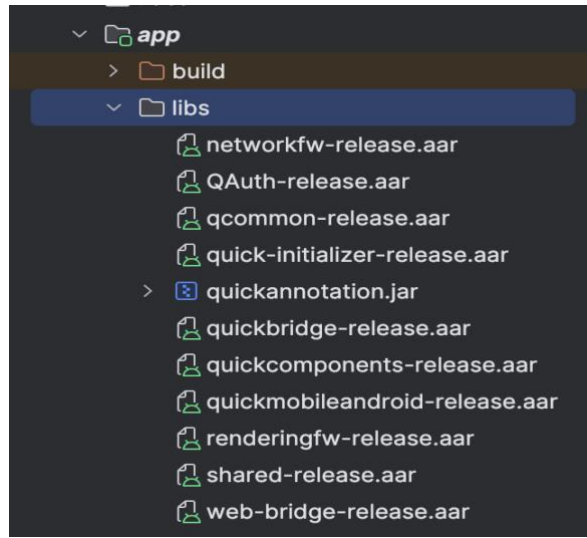 app
build
libs
networkfw-release.aar
QAuth-release.aar
qcommon-release.aar
quick-initializer-release.aar
quickannotation.jar
quickbridge-release.aar
quickcomponents-release.aar
quickmobileandroid-release.aar
renderingfw-release.aar
shared-release.aar
web-bridge-release.aar